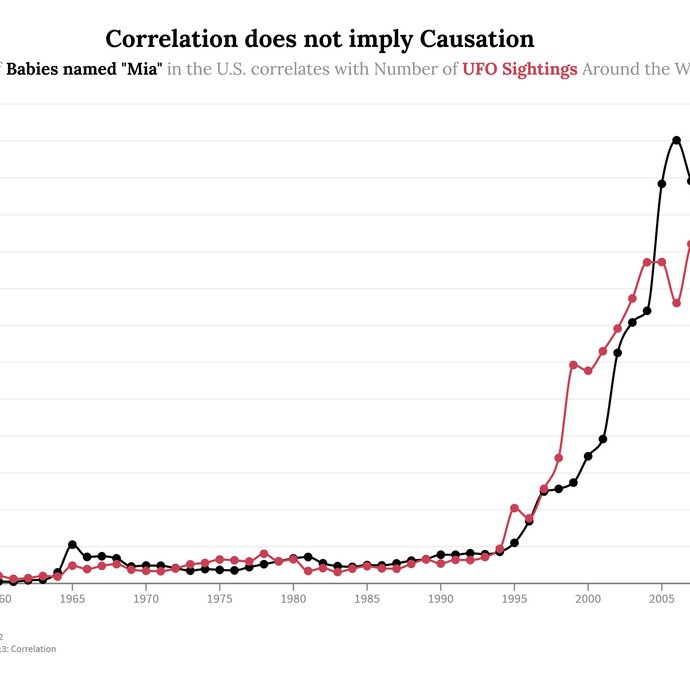 Correlation does not imply Causation
Babies named "Mia" in the U.S. correlates with Number of UFO Sightings Around the W
60 1965 1970 1975 1980 1985 1990 1995 2000 2005
2
13: Correlation